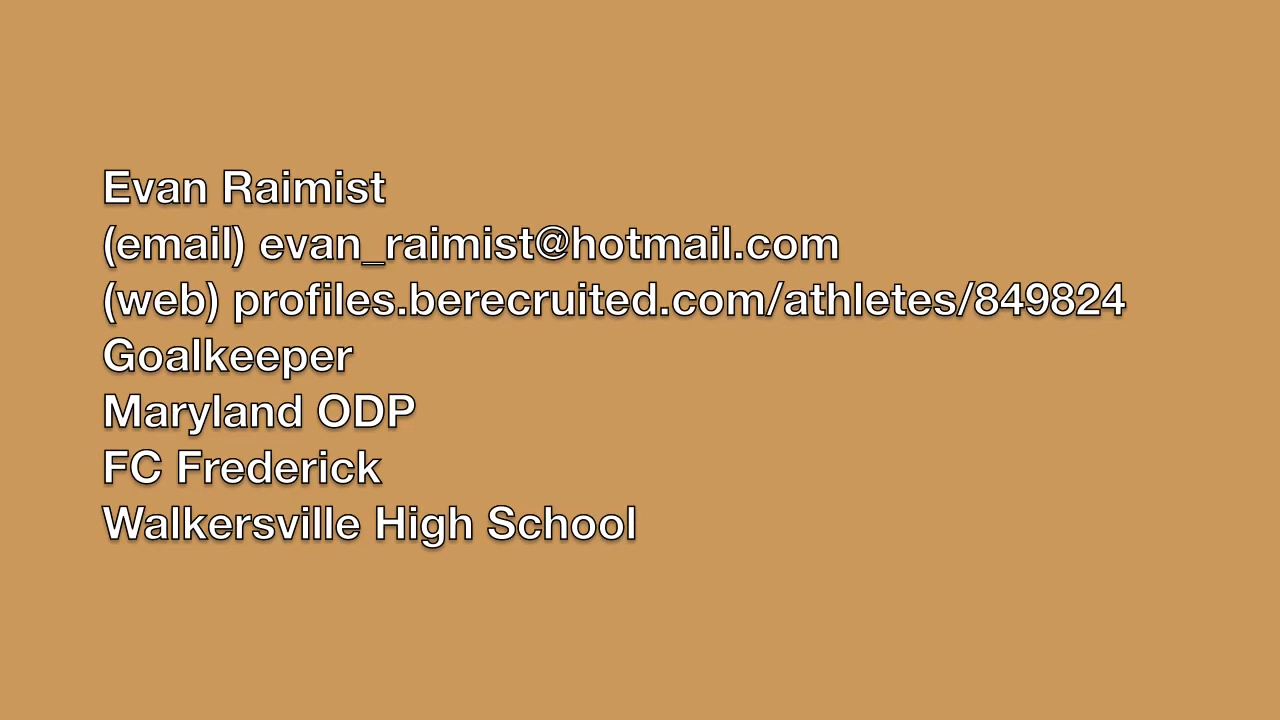 Evan Raimist
(email) evan_raimist@hotmail.com
(web) profiles.berecruited.com/athletes/849824
Goalkeeper
Maryland ODP
FC Frederick
Walkersville High School